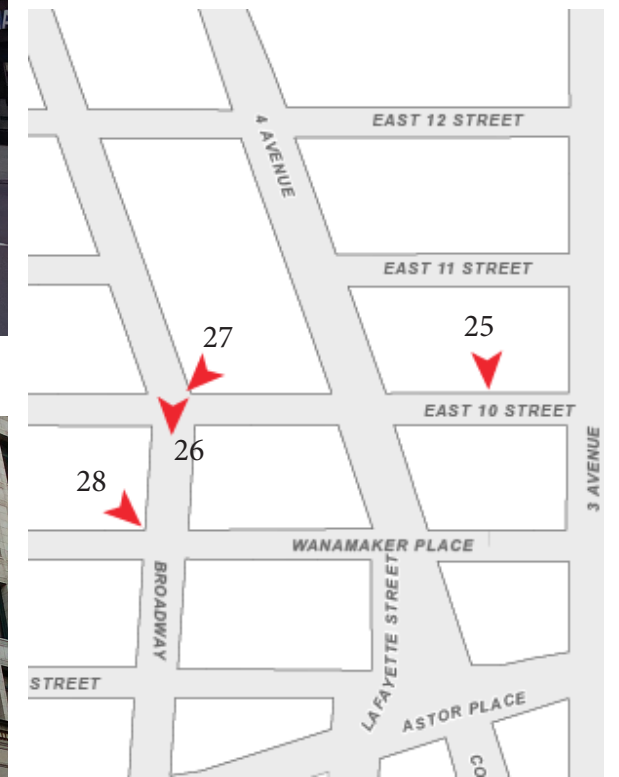 EAST 12 STREET
4 AVENUE
EAST 11 STREET
27
25
EAST 10 STREET
26
3 AVENUE
28
WANAMAKER PLACE
BROADWAY
LAFAYETTE STREET
STREET
ASTOR PLACE
CO